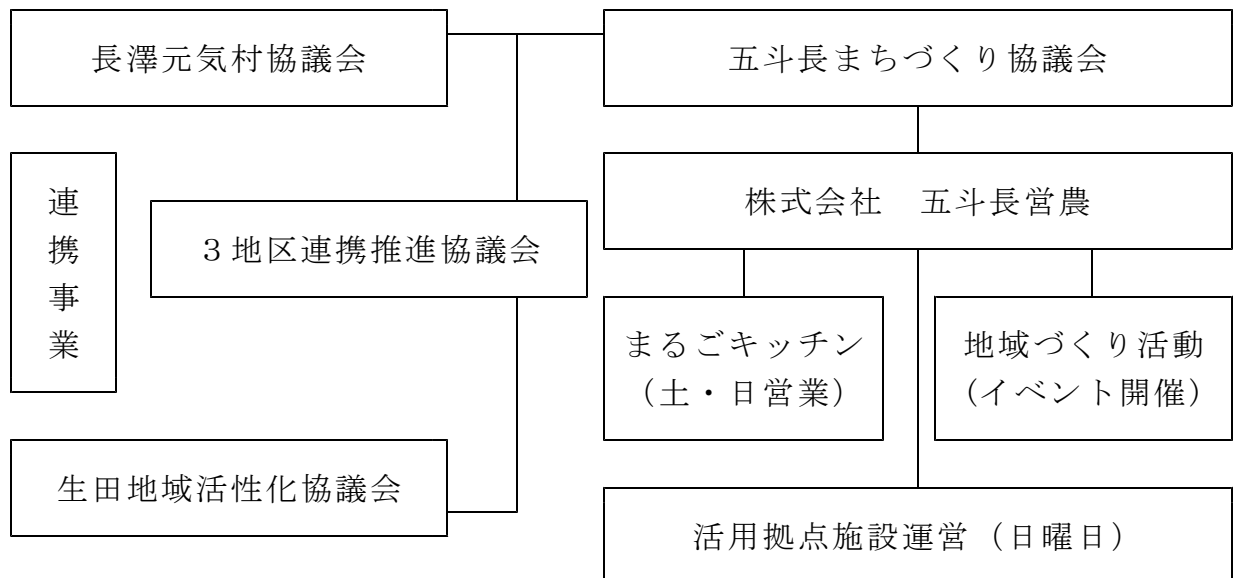 長澤元気村協議会
五斗長まちづくり協議会
連携事業
3地区連携推進協議会
株式会社　五斗長営農
まるごキッチン
（土・日営業）
地域づくり活動
（イベント開催）
生田地域活性化協議会
活用拠点施設運営（日曜日）